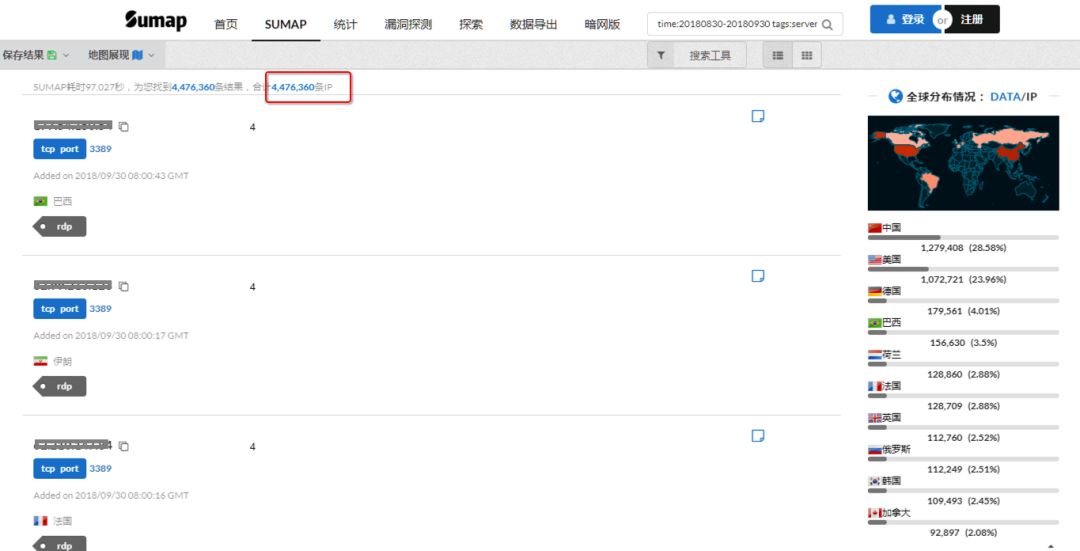 Sumap 首页 SUMAP 统计 漏洞探测 探索 数据导出 暗网版 time:20180830-20180930 tags:server 登录 or 注册
保存结果 地图展现 搜索工具
SUMAP耗时97.027秒，为您找到4,476,360条结果，合计4,476,360条IP
4
tcp port 3389
Added on 2018/09/30 08:00:43 GMT
巴西
rdp
4
tcp port 3389
Added on 2018/09/30 08:00:17 GMT
伊朗
rdp
4
tcp port 3389
Added on 2018/09/30 08:00:16 GMT
法国
rdp
全球分布情况： DATA/IP
中国
1,279,408 (28.58%)
美国
1,072,721 (23.96%)
德国
179,561 (4.01%)
巴西
156,630 (3.5%)
荷兰
128,860 (2.88%)
法国
128,709 (2.88%)
英国
112,760 (2.52%)
俄罗斯
112,249 (2.51%)
韩国
109,493 (2.45%)
加拿大
92,897 (2.08%)